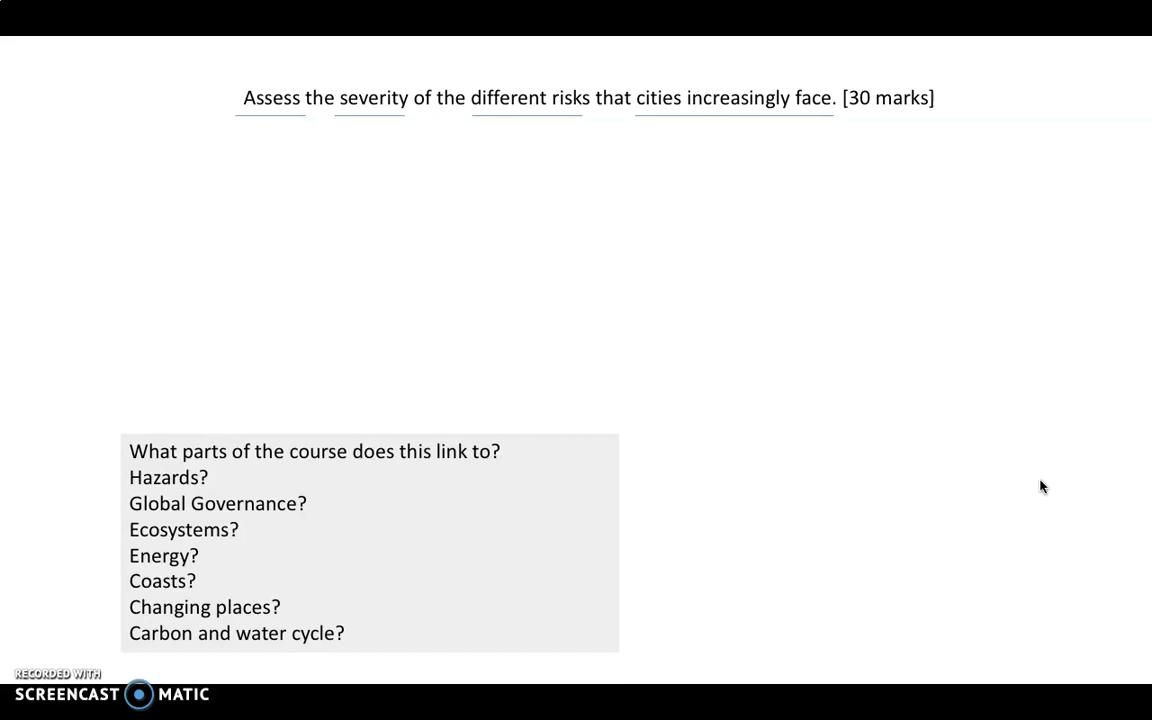 Assess the severity of the different risks that cities increasingly face. [30 marks]
What parts of the course does this link to?
Hazards?
Global Governance?
Ecosystems?
Energy?
Coasts?
Changing places?
Carbon and water cycle?
RECORDED WITH
SCREENCAST MATIC